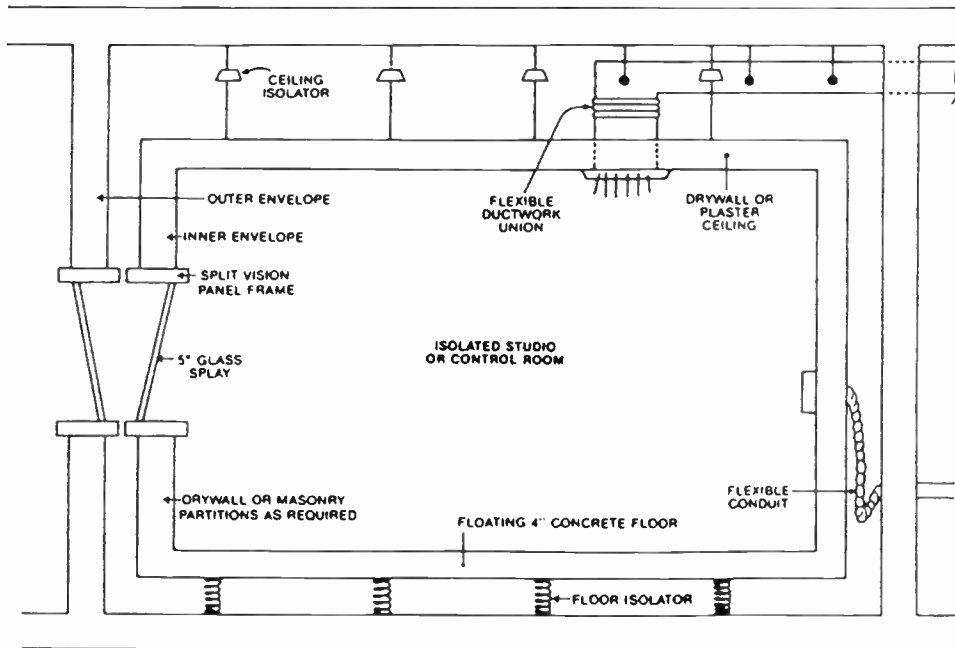 CEILING
ISOLATOR
OUTER ENVELOPE
INNER ENVELOPE
FLEXIBLE
DUCTWORK
UNION
DRYWALL OR
PLASTER
CEILING
SPLIT VISION
PANEL FRAME
ISOLATED STUDIO
OR CONTROL ROOM
5° GLASS
SPLAY
DRYWALL OR MASONRY
PARTITIONS AS REQUIRED
FLEXIBLE
CONDUIT
FLOATING 4" CONCRETE FLOOR
FLOOR ISOLATOR